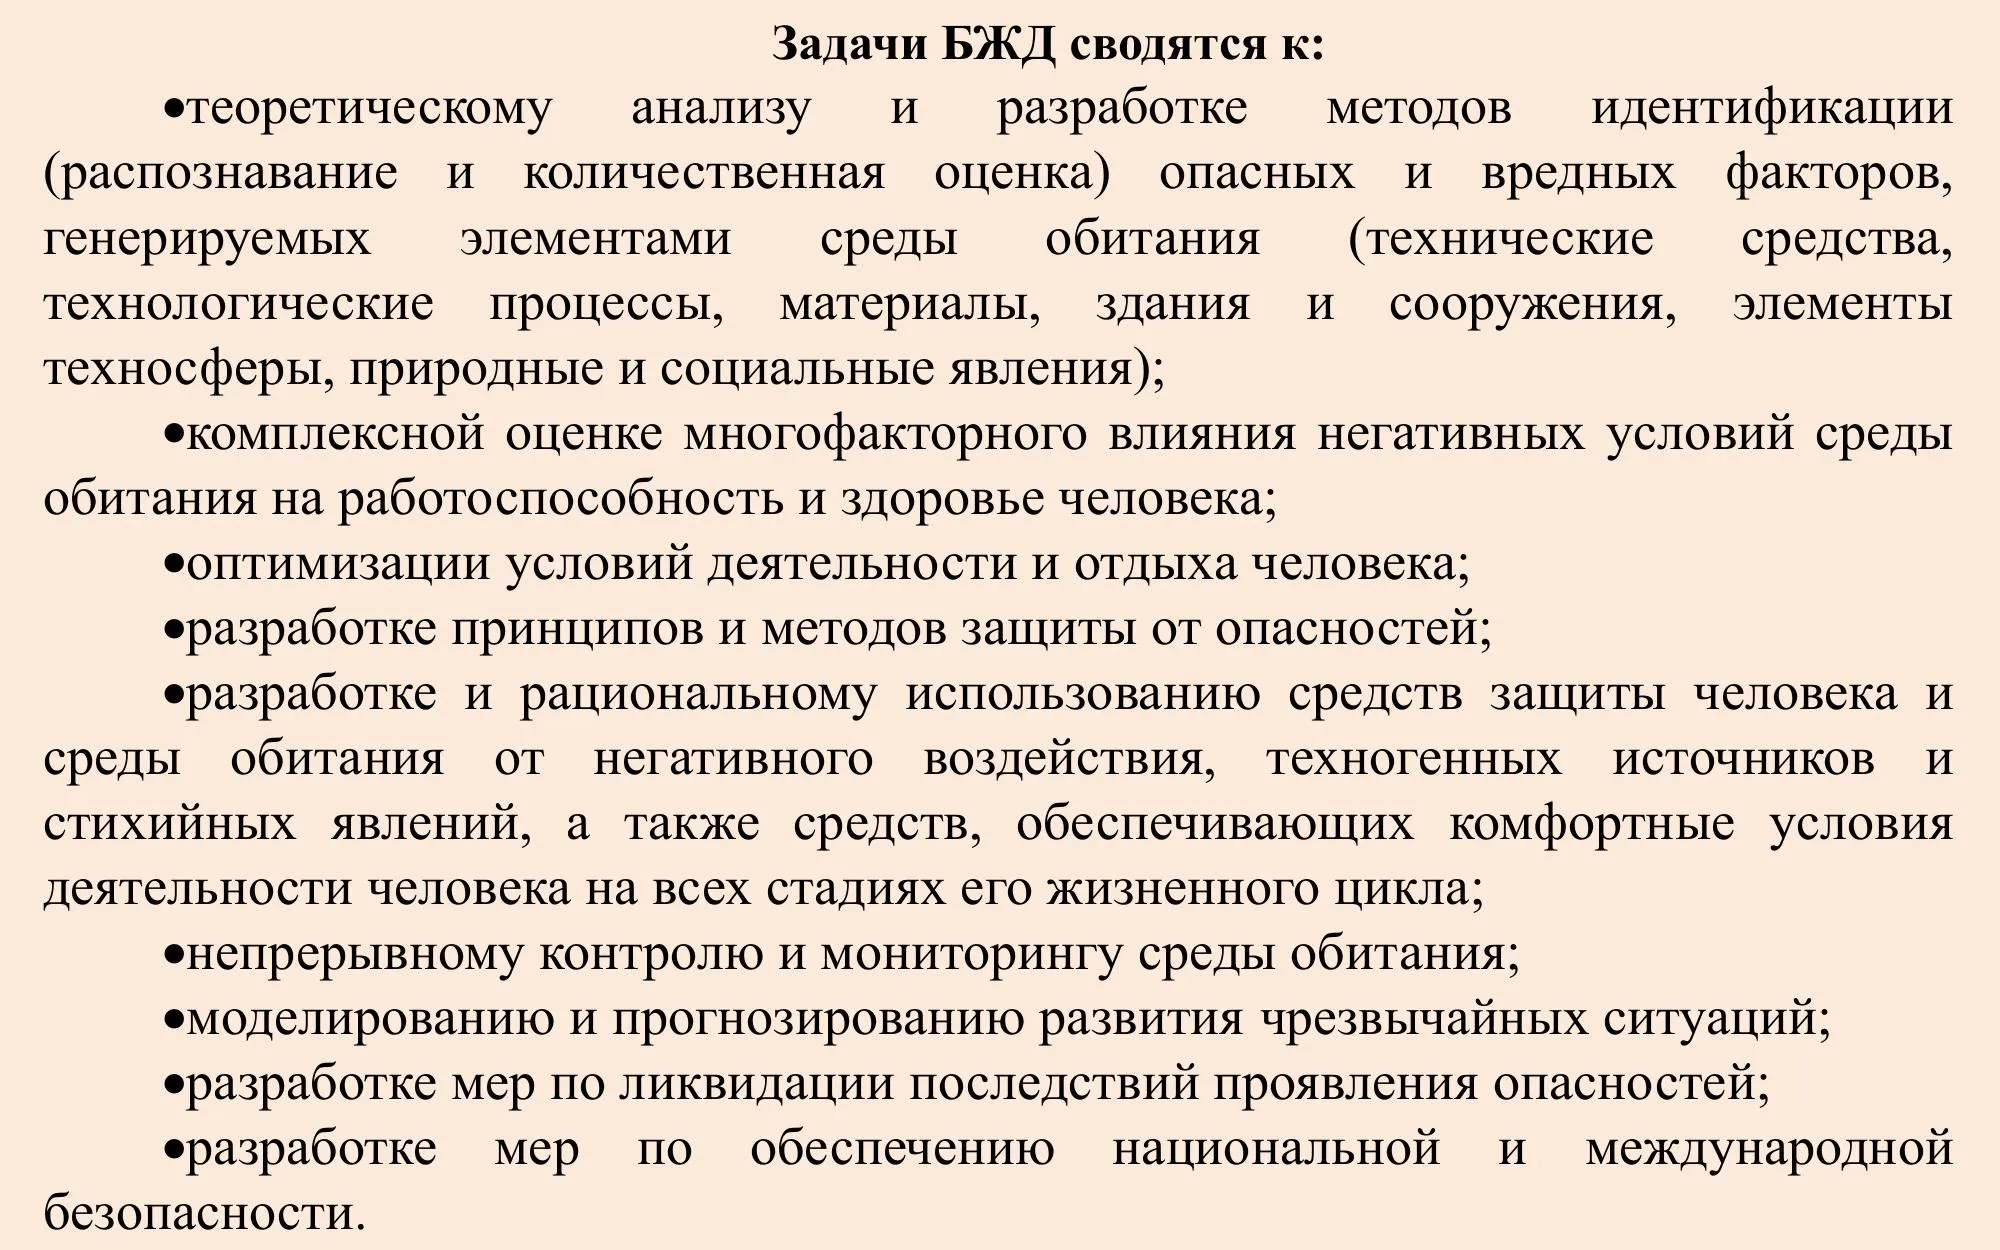 Задачи БЖД сводятся к:
•теоретическому анализу и разработке методов идентификации
(распознавание и количественная оценка) опасных и вредных факторов,
генерируемых элементами среды обитания (технические средства,
технологические процессы, материалы, здания и сооружения, элементы
техносферы, природные и социальные явления);
•комплексной оценке многофакторного влияния негативных условий среды
обитания на работоспособность и здоровье человека;
•оптимизации условий деятельности и отдыха человека;
•разработке принципов и методов защиты от опасностей;
•разработке и рациональному использованию средств защиты человека и
среды обитания от негативного воздействия, техногенных источников и
стихийных явлений, а также средств, обеспечивающих комфортные условия
деятельности человека на всех стадиях его жизненного цикла;
•непрерывному контролю и мониторингу среды обитания;
•моделированию и прогнозированию развития чрезвычайных ситуаций;
•разработке мер по ликвидации последствий проявления опасностей;
•разработке мер по обеспечению национальной и международной
безопасности.